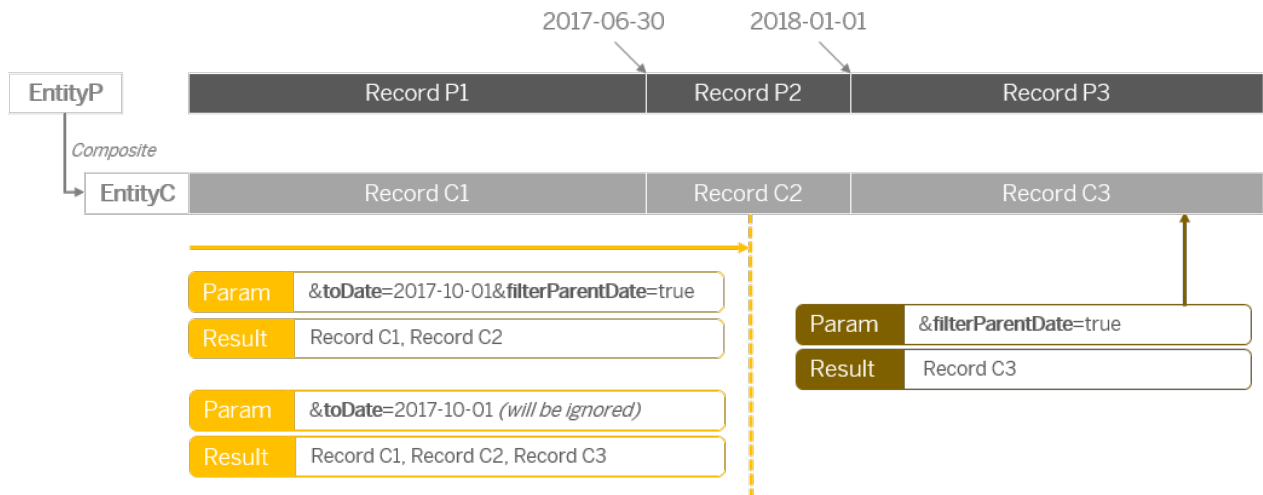 2017-06-30 2018-01-01
EntityP Record P1 Record P2 Record P3
Composite
EntityC Record C1 Record C2 Record C3
Param &toDate=2017-10-01&filterParentDate=true
Result Record C1, Record C2
Param &filterParentDate=true
Result Record C3
Param &toDate=2017-10-01 (will be ignored)
Result Record C1, Record C2, Record C3